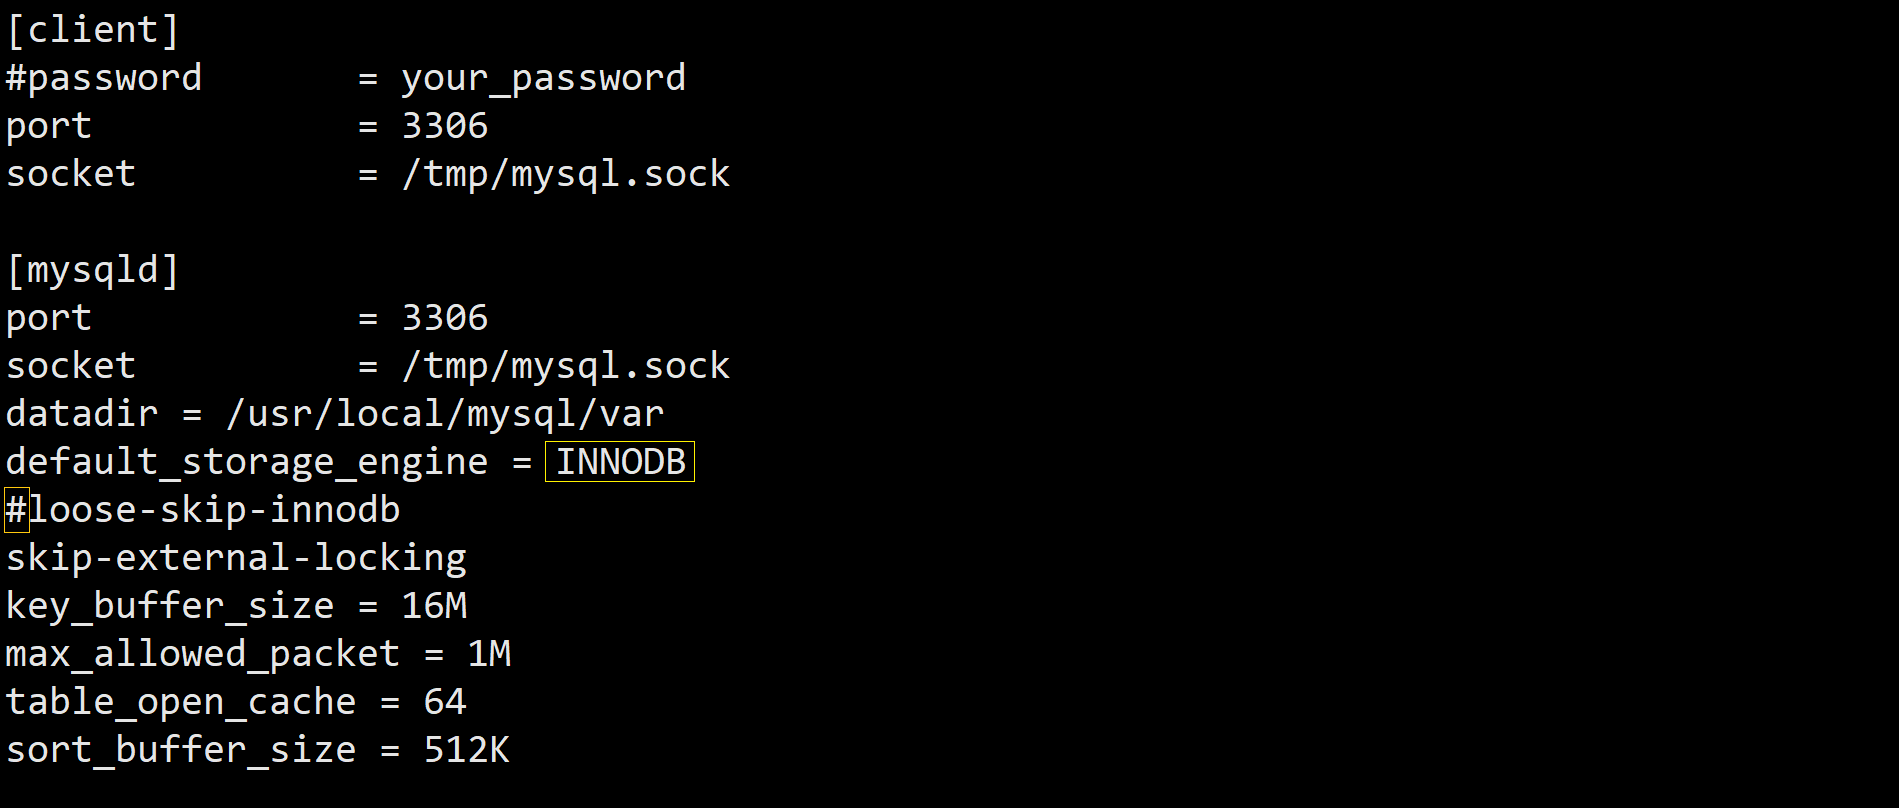 [client]
#password       = your_password
port            = 3306
socket          = /tmp/mysql.sock

[mysqld]
port            = 3306
socket          = /tmp/mysql.sock
datadir = /usr/local/mysql/var
default_storage_engine = INNODB
#loose-skip-innodb
skip-external-locking
key_buffer_size = 16M
max_allowed_packet = 1M
table_open_cache = 64
sort_buffer_size = 512K